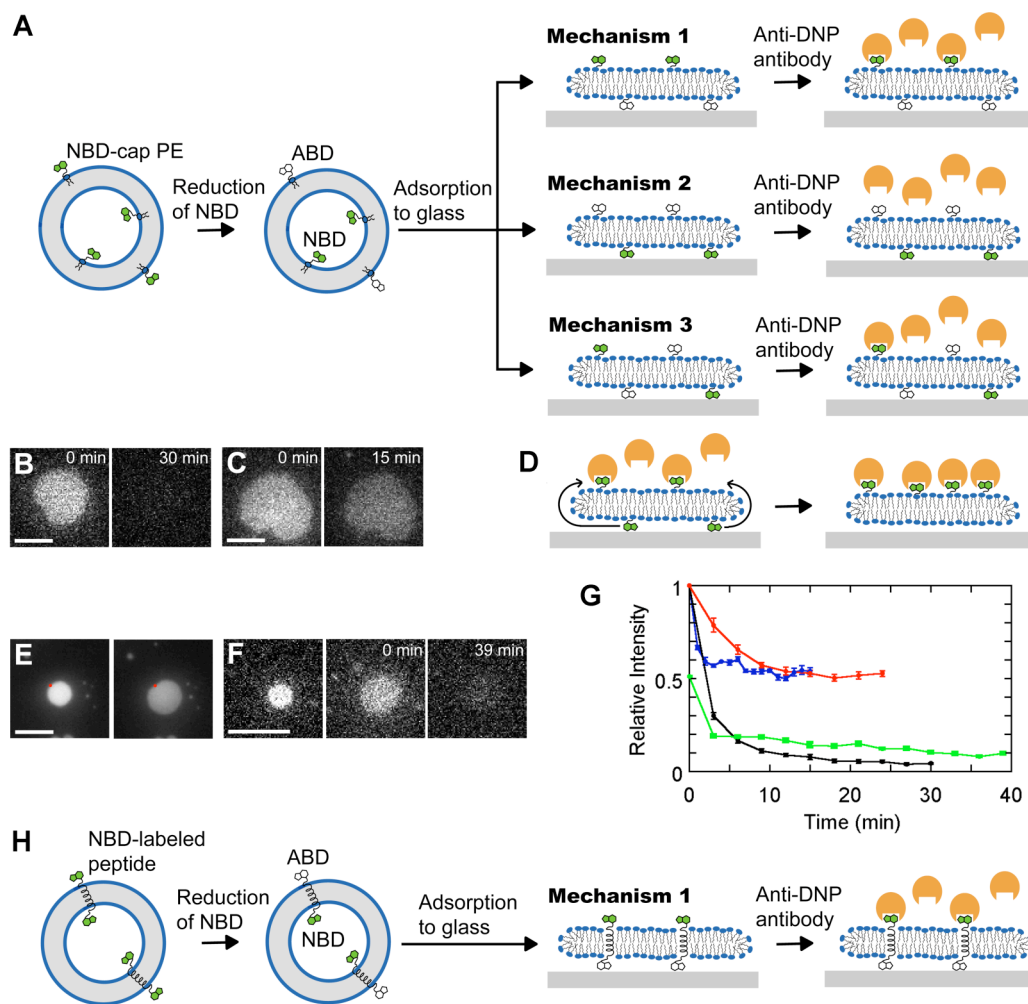 A
NBD-cap PE
Reduction
of NBD
ABD
NBD
Adsorption
to glass
Mechanism 1
Anti-DNP
antibody
Mechanism 2
Anti-DNP
antibody
Mechanism 3
Anti-DNP
antibody
B
0 min
30 min
C
0 min
15 min
D
E
F
0 min
39 min
G
Relative Intensity
1
0.5
0
0
10
20
30
40
Time (min)
H
NBD-labeled
peptide
Reduction
of NBD
ABD
NBD
Adsorption
to glass
Mechanism 1
Anti-DNP
antibody